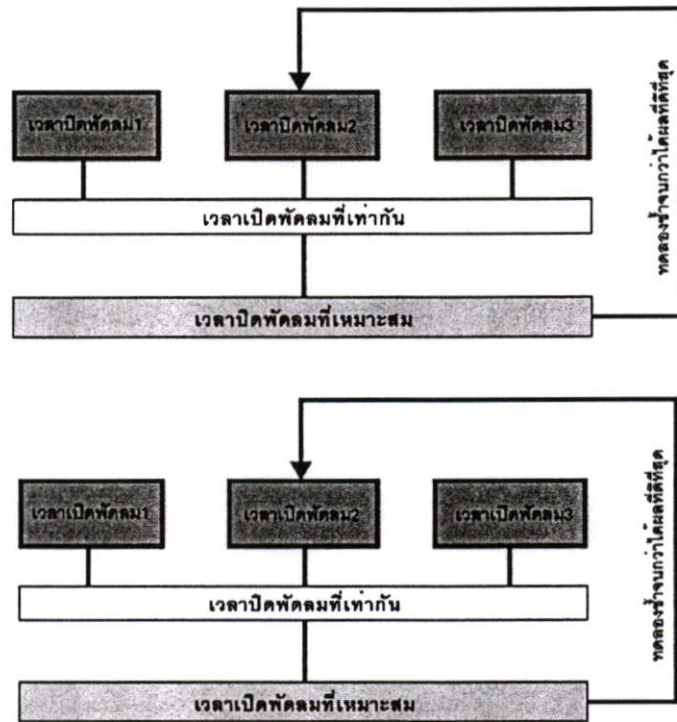 เวลาปิดพัดลม1
เวลาปิดพัดลม2
เวลาปิดพัดลม3
เวลาเปิดพัดลมที่เท่ากัน
เวลาปิดพัดลมที่เหมาะสม
ทดลองซ้ำจนกว่าได้ผลที่ดีที่สุด
เวลาเปิดพัดลม1
เวลาเปิดพัดลม2
เวลาเปิดพัดลม3
เวลาปิดพัดลมที่เท่ากัน
เวลาเปิดพัดลมที่เหมาะสม
ทดลองซ้ำจนกว่าได้ผลที่ดีที่สุด